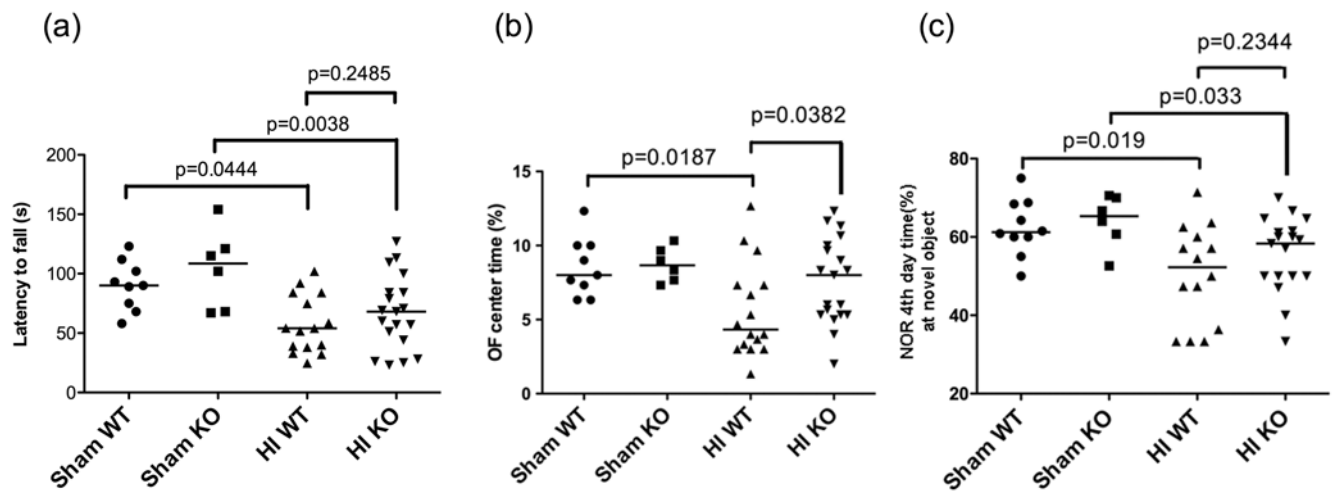 (a)
p=0.2485
p=0.0038
p=0.0444
200
150
100
50
0
Latency to fall (s)
Sham WT
Sham KO
HI WT
HI KO
(b)
p=0.0382
p=0.0187
15
10
5
0
OF center time (%)
Sham WT
Sham KO
HI WT
HI KO
(c)
p=0.2344
p=0.033
p=0.019
80
60
40
20
NOR 4th day time(%)
at novel object
Sham WT
Sham KO
HI WT
HI KO